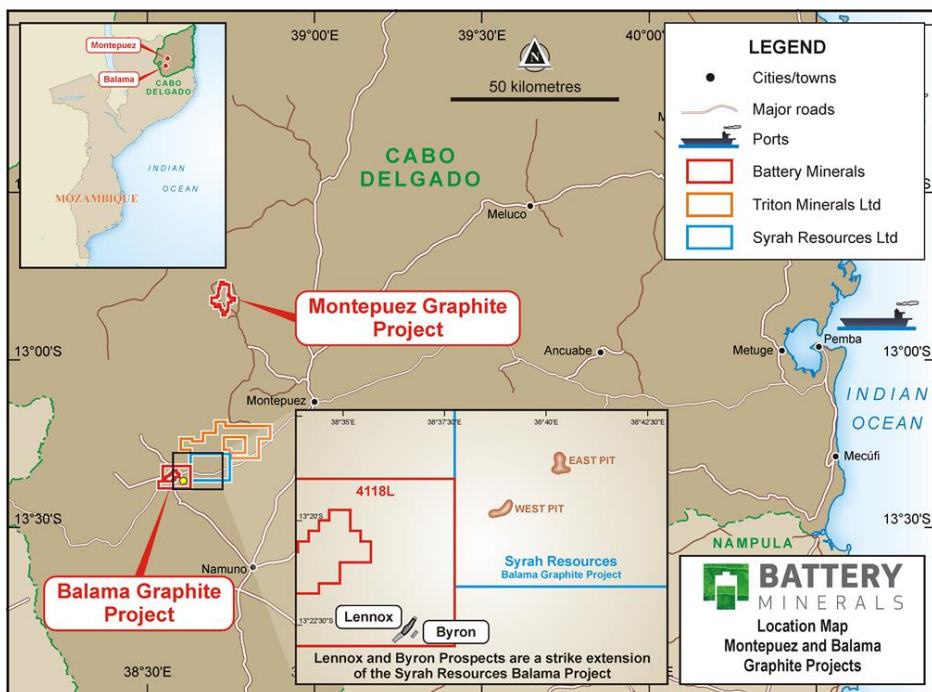 39°00'E
39°30'E
40°00'E
Montepuez
Balama
CABO
DELGADO
INDIAN
OCEAN
MOZAMBIQUE
N
50 kilometres
LEGEND
Cities/towns
Major roads
Ports
Battery Minerals
Triton Minerals Ltd
Syrah Resources Ltd
CABO
DELGADO
Meluco
Montepuez Graphite
Project
13°00'S
Ancuabe
Metuge
Pemba
13°00'S
Montepuez
INDIAN
OCEAN
Mecúfi
13°30'S
13°30'S
NAMPULA
Namuno
Balama Graphite
Project
38°30'E
38°35'E
38°37'30"E
38°40'E
38°42'30"E
EAST PIT
4118L
WEST PIT
13°20'S
Syrah Resources
Balama Graphite Project
13°22'30"S
Lennox
Byron
Lennox and Byron Prospects are a strike extension
of the Syrah Resources Balama Project
BATTERY
MINERALS
Location Map
Montepuez and Balama
Graphite Projects